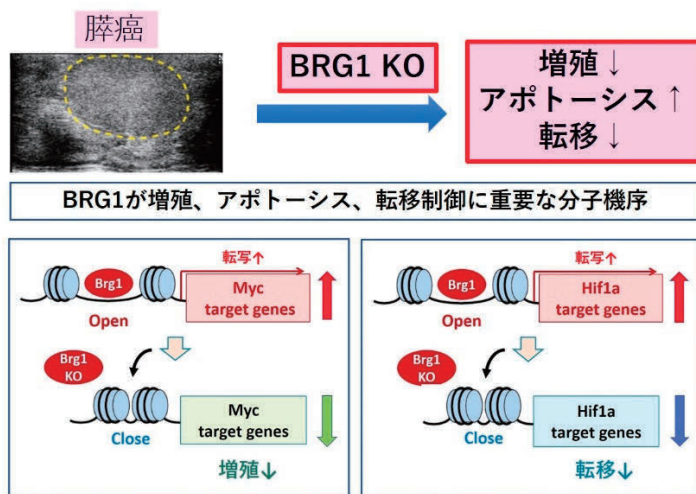 膵癌
BRG1 KO
増殖↓
アポトーシス↑
転移↓
BRG1が増殖、アポトーシス、転移制御に重要な分子機序
転写↑
Brg1
Myc
target genes
Open
Brg1
KO
Myc
target genes
Close
増殖↓
転写↑
Brg1
Hif1a
target genes
Open
Brg1
KO
Hif1a
target genes
Close
転移↓